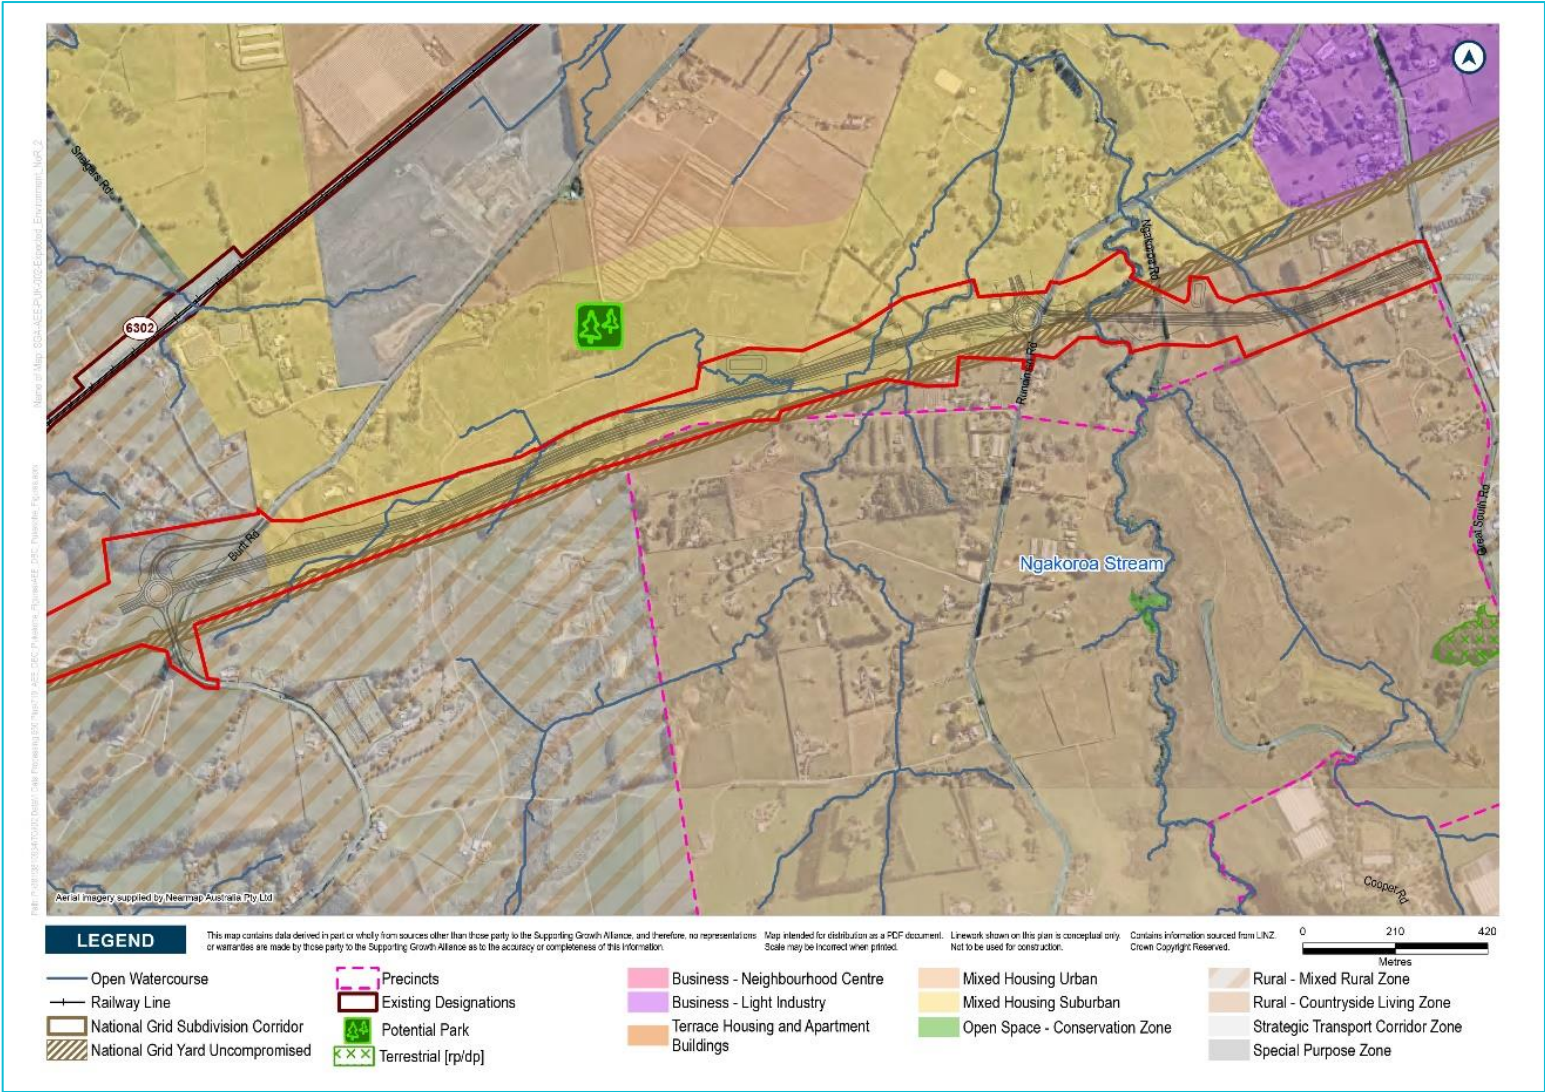 Smalgers Rd
6302
Burtt Rd
Runciman Rd
Ngakoroa Rd
Great South Rd
Ngakoroa Stream
Cooper Rd
Aerial imagery supplied by Nearmap Australia Pty Ltd
LEGEND
This map contains data derived in part or wholly from sources other than those party to the Supporting Growth Alliance, and therefore, no representations
or warranties are made by those party to the Supporting Growth Alliance as to the accuracy or completeness of this information.
Map intended for distribution as a PDF document.
Scale may be incorrect when printed.
Linework shown on this plan is conceptual only.
Not to be used for construction.
Contains information sourced from LINZ.
Crown Copyright Reserved.
0 210 420
Metres
Open Watercourse
Railway Line
National Grid Subdivision Corridor
National Grid Yard Uncompromised
Precincts
Existing Designations
Potential Park
Terrestrial [rp/dp]
Business - Neighbourhood Centre
Business - Light Industry
Terrace Housing and Apartment
Buildings
Mixed Housing Urban
Mixed Housing Suburban
Open Space - Conservation Zone
Rural - Mixed Rural Zone
Rural - Countryside Living Zone
Strategic Transport Corridor Zone
Special Purpose Zone